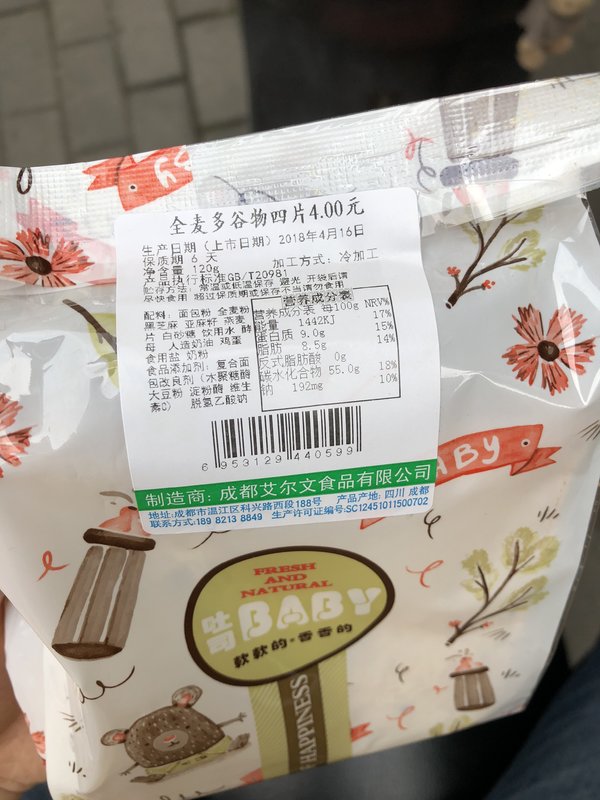 全麦多谷物四片4.00元
生产日期（上市日期）2018年4月16日
保质期 6 天 加工方式：冷加工
净含量 120g
产品执行标准GB/T20981
贮存方法：常温或低温保存 避光 开袋后请
尽快食用 超过保质期或保存不当请勿食用
配料：面包粉 全麦粉
黑芝麻 亚麻籽 燕麦
片 白砂糖 饮用水 酵
母 人造奶油 鸡蛋
食用盐 奶粉
食品添加剂：复合面
包改良剂（木聚糖酶
大豆粉 淀粉酶 维生
素C） 脱氢乙酸钠
营养成分表
营养成分表 每100g NRV%
能量 1442KJ 17%
蛋白质 9.0g 15%
脂肪 8.5g 14%
反式脂肪酸 0g
碳水化合物 55.0g 18%
钠 192mg 10%
6 953129 440599
制造商：成都艾尔文食品有限公司
地址:成都市温江区科兴路西段188号 产品产地：四川 成都
联系方式:189 8213 8849 生产许可证编号:SC12451011500702
BABY
FRESH
AND
NATURAL
吐司BABY
軟軟的·香香的
HAPPINESS